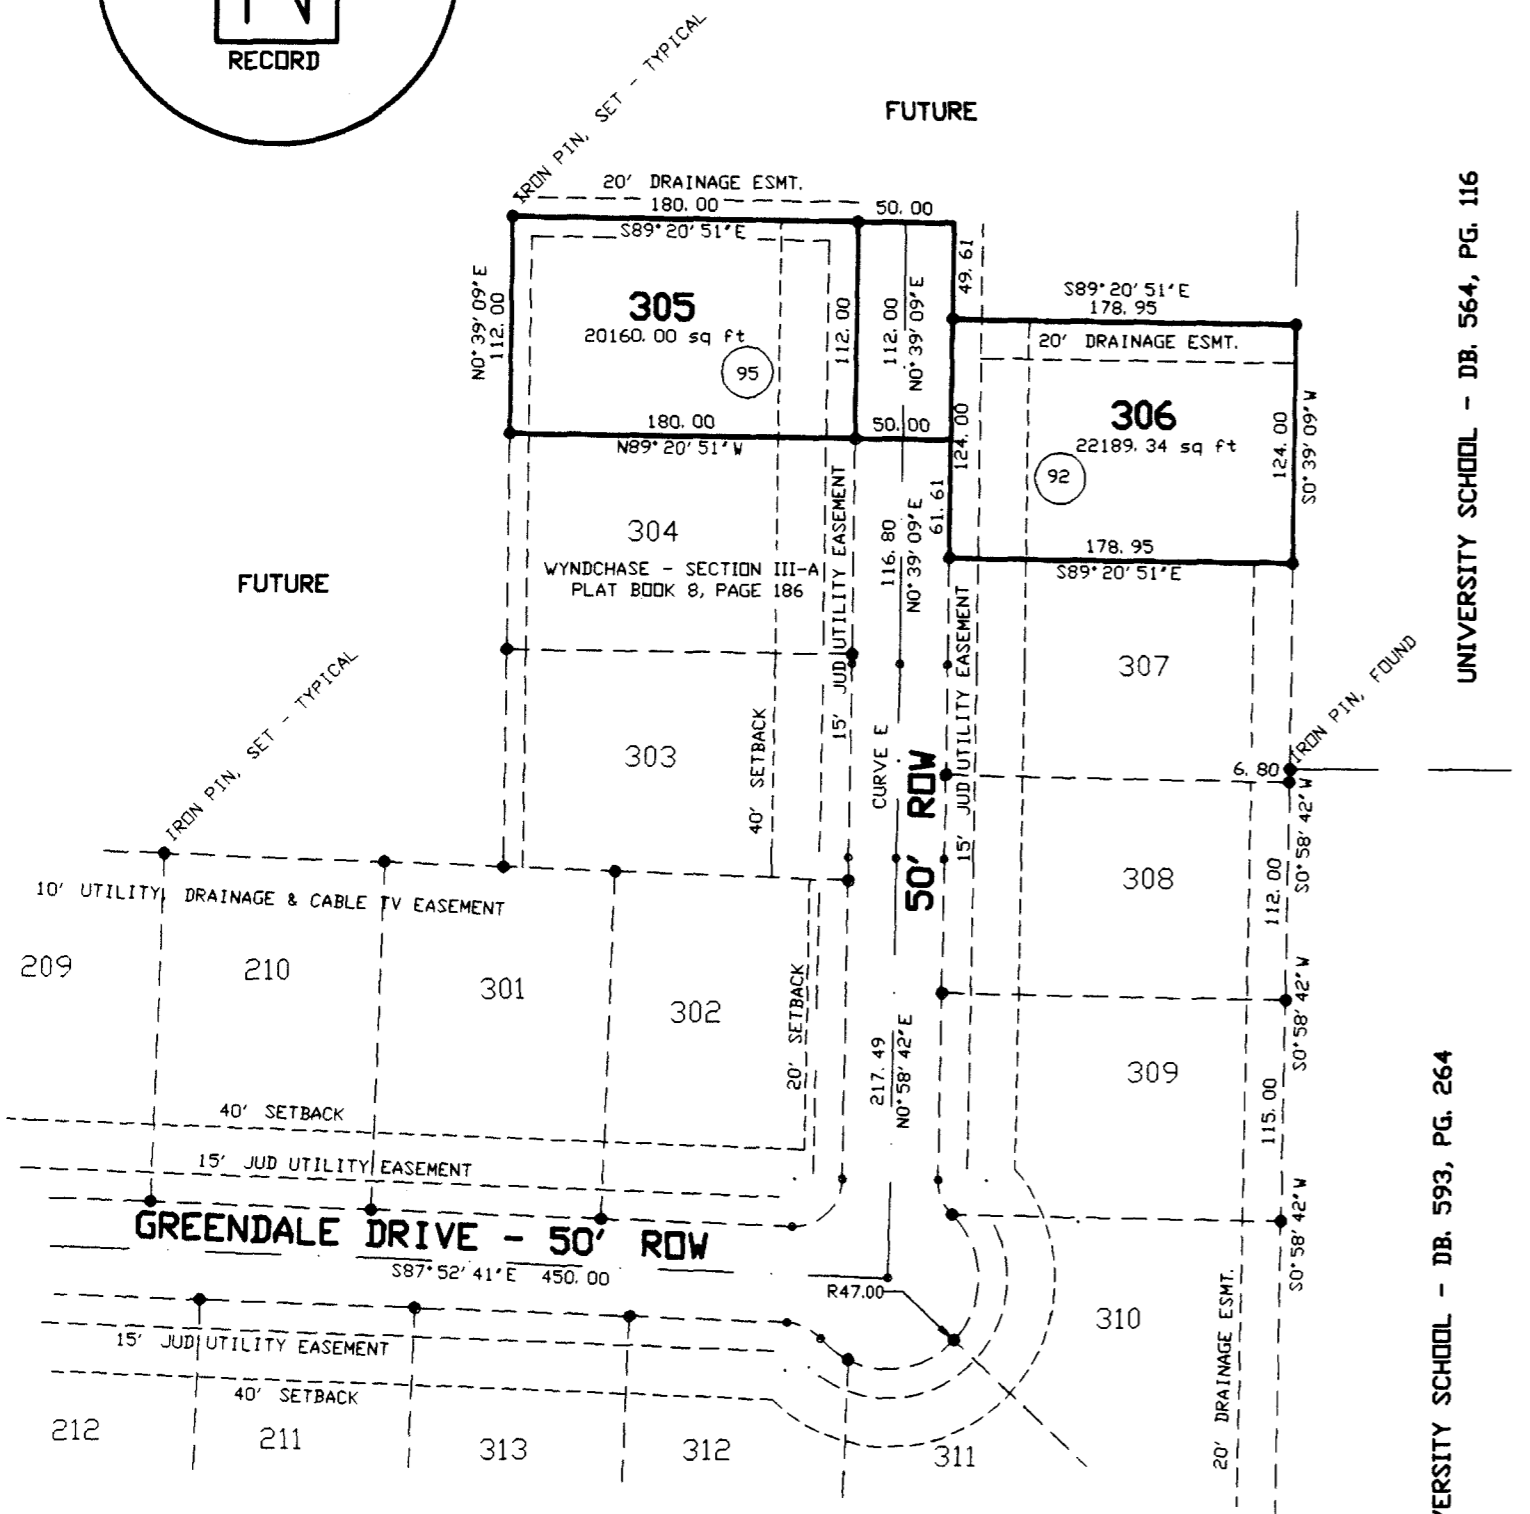 N
RECORD
IRON PIN, SET - TYPICAL
FUTURE
20' DRAINAGE ESMT.
180.00
50.00
S89°20'51"E
49.61
N0°39'09"E
112.00
305
20160.00 sq ft
95
112.00
112.00
N0°39'09"E
S89°20'51"E
178.95
20' DRAINAGE ESMT.
306
22189.34 sq ft
92
124.00
124.00
S0°39'09"W
UNIVERSITY SCHOOL - DB. 564, PG. 116
180.00
N89°20'51"W
50.00
61.61
178.95
S89°20'51"E
304
WYNDCHASE - SECTION III-A
PLAT BOOK 8, PAGE 186
15' JUD UTILITY EASEMENT
116.80
N0°39'09"E
FUTURE
IRON PIN, SET - TYPICAL
303
40' SETBACK
CURVE E
50' ROW
15' JUD UTILITY EASEMENT
307
IRON PIN, FOUND
6.80
S0°58'42"W
308
112.00
10' UTILITY, DRAINAGE & CABLE TV EASEMENT
209
210
301
302
20' SETBACK
217.49
N0°58'42"E
S0°58'42"W
309
115.00
40' SETBACK
15' JUD UTILITY EASEMENT
GREENDALE DRIVE - 50' ROW
S87°52'41"E 450.00
R47.00
S0°58'42"W
310
20' DRAINAGE ESMT.
15' JUD UTILITY EASEMENT
40' SETBACK
212
211
313
312
311
VERSITY SCHOOL - DB. 593, PG. 264